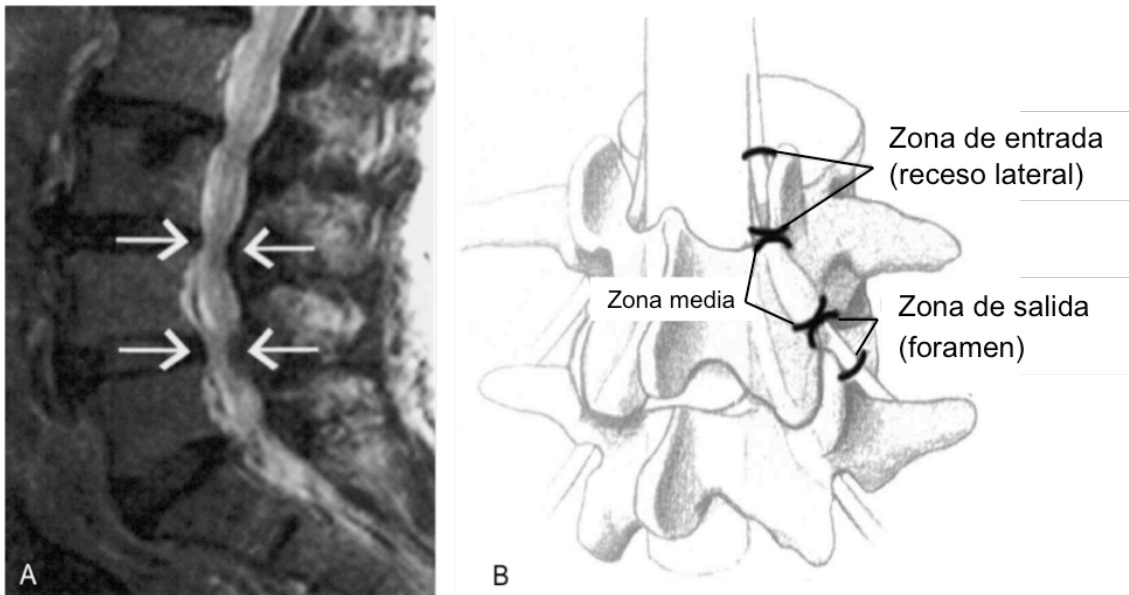 Zona de entrada
(receso lateral)
Zona media
Zona de salida
(foramen)
A
B